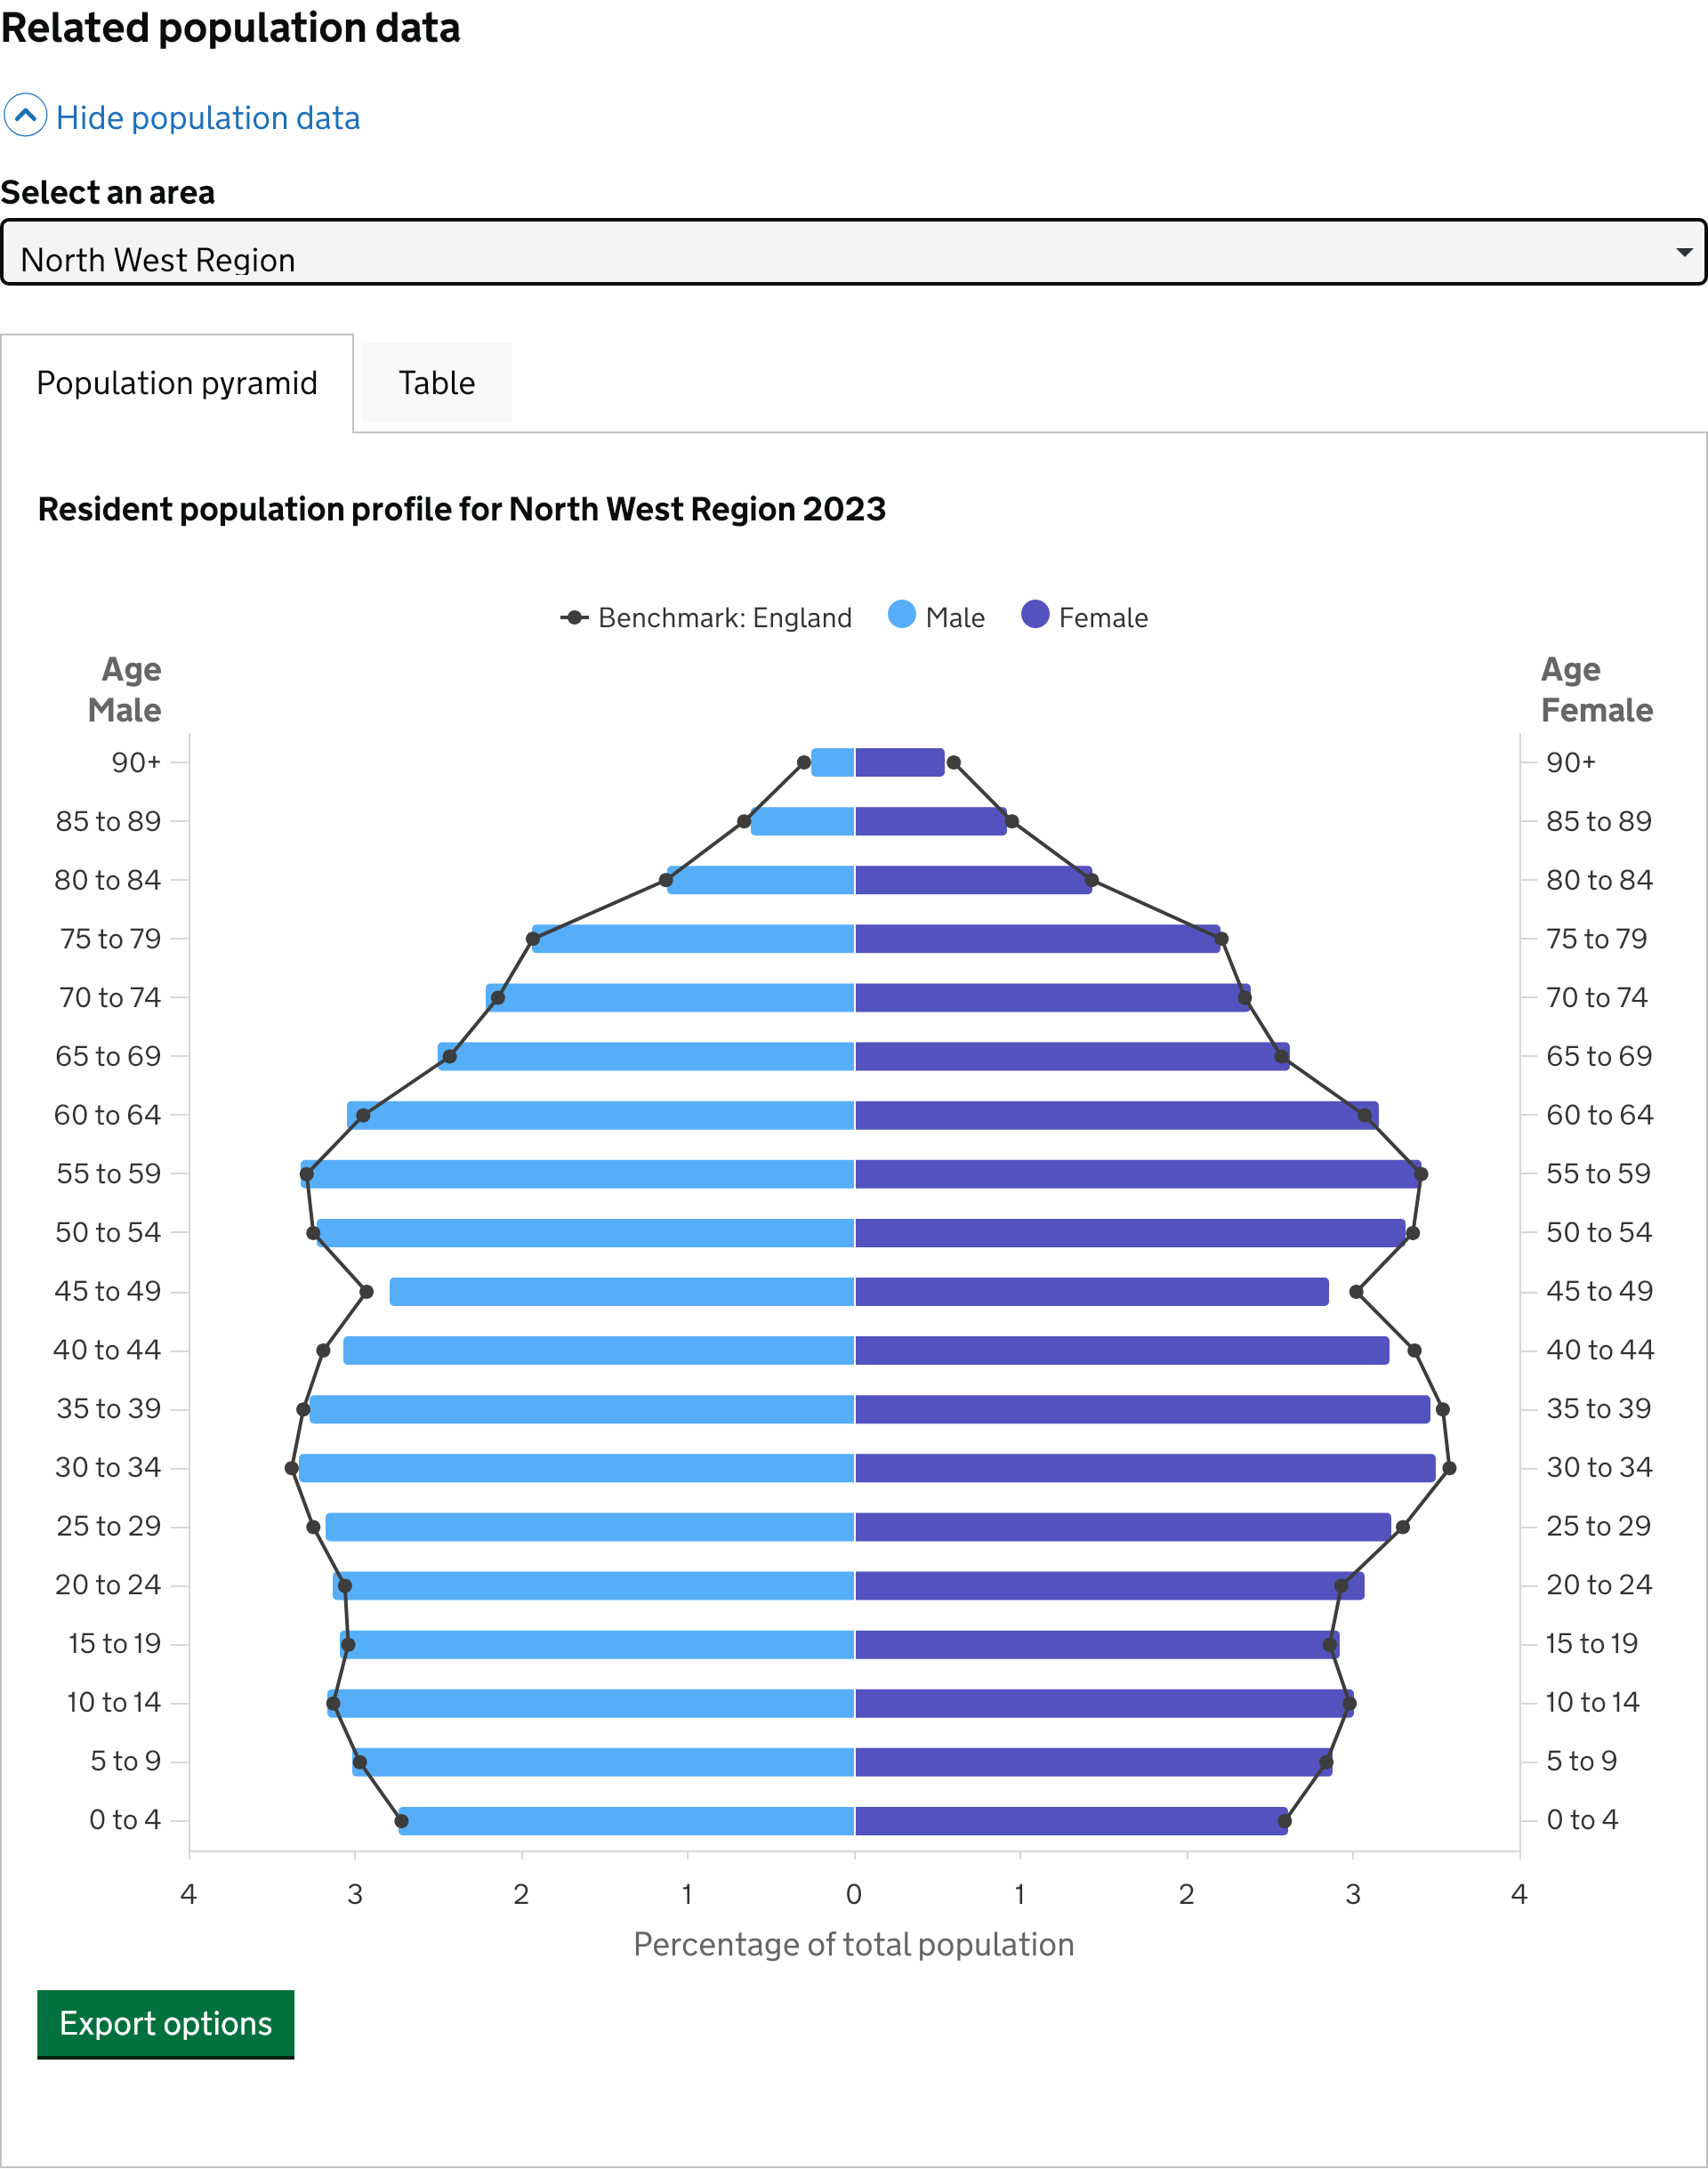 Related population data
Hide population data
Select an area
North West Region
Population pyramid
Table
Resident population profile for North West Region 2023
Benchmark: England
Male
Female
Age
Male
Age
Female
90+
90+
85 to 89
85 to 89
80 to 84
80 to 84
75 to 79
75 to 79
70 to 74
70 to 74
65 to 69
65 to 69
60 to 64
60 to 64
55 to 59
55 to 59
50 to 54
50 to 54
45 to 49
45 to 49
40 to 44
40 to 44
35 to 39
35 to 39
30 to 34
30 to 34
25 to 29
25 to 29
20 to 24
20 to 24
15 to 19
15 to 19
10 to 14
10 to 14
5 to 9
5 to 9
0 to 4
0 to 4
4 3 2 1 0 1 2 3 4
Percentage of total population
Export options